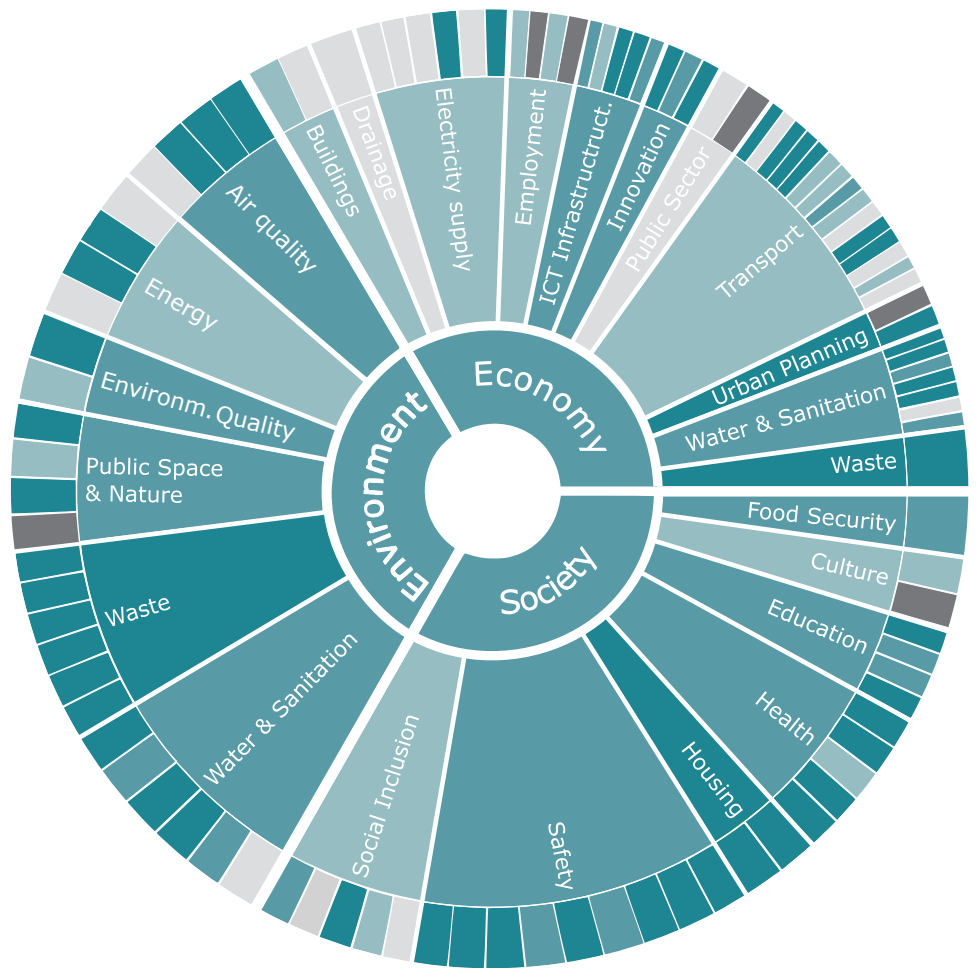 Economy
Buildings
Drainage
Electricity supply
Employment
ICT Infrastruct.
Innovation
Public Sector
Transport
Urban Planning
Water & Sanitation
Waste
Society
Food Security
Culture
Education
Health
Housing
Safety
Social Inclusion
Environment
Water & Sanitation
Waste
Public Space
& Nature
Environm. Quality
Energy
Air quality